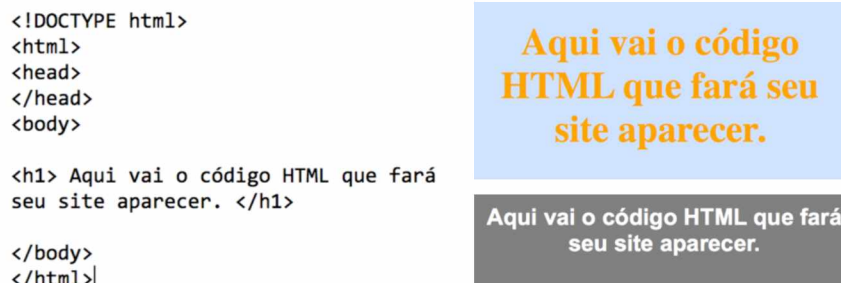 <!DOCTYPE html>
<html>
<head>
</head>
<body>
<h1> Aqui vai o código HTML que fará
seu site aparecer. </h1>
</body>
</html>
Aqui vai o código
HTML que fará seu
site aparecer.
Aqui vai o código HTML que fará
seu site aparecer.